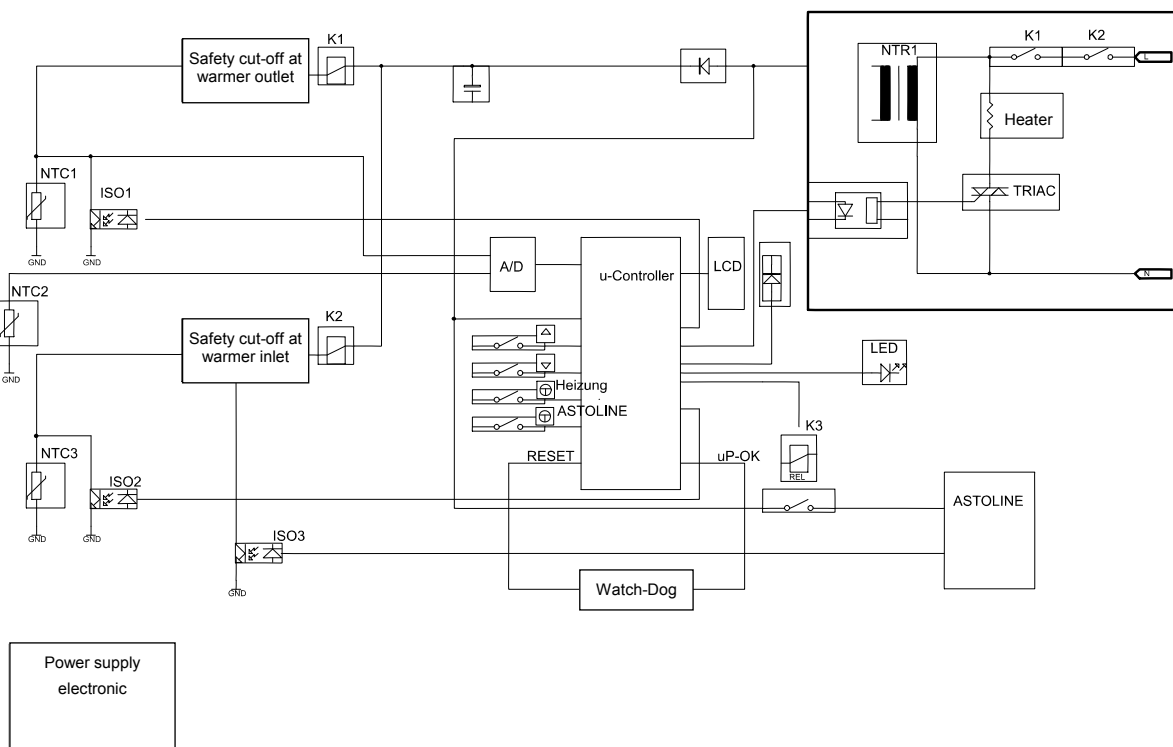 K1
Safety cut-off at
warmer outlet
NTR1
K1
K2
L
Heater
TRIAC
NTC1
ISO1
GND
GND
A/D
u-Controller
LCD
N
NTC2
GND
K2
Safety cut-off at
warmer inlet
LED
Heizung
ASTOLINE
K3
REL
NTC3
ISO2
RESET
uP-OK
GND
GND
ASTOLINE
ISO3
GND
Watch-Dog
Power supply
electronic